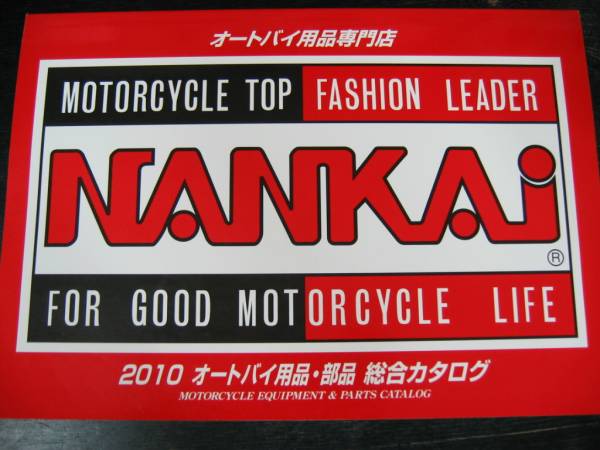 オートバイ用品専門店
MOTORCYCLE TOP FASHION LEADER
NANKAi
®
FOR GOOD MOTORCYCLE LIFE
2010 オートバイ用品・部品 総合カタログ
MOTORCYCLE EQUIPMENT & PARTS CATALOG